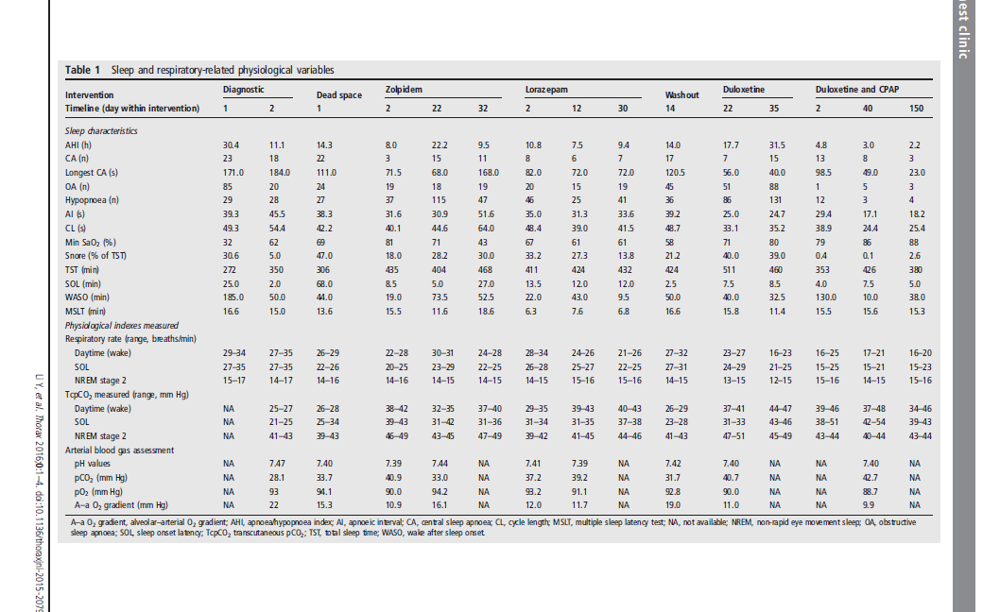 est clinic
Table 1 Sleep and respiratory-related physiological variables
Intervention Diagnostic Dead space Zolpidem Lorazepam Washout Duloxetine Duloxetine and CPAP
Timeline (day within intervention) 1 2 1 2 22 32 2 12 30 14 22 35 2 40 150
Sleep characteristics
AHI (h) 30.4 11.1 14.3 8.0 22.2 9.5 10.8 7.5 9.4 14.0 17.7 31.5 4.8 3.0 2.2
CA (n) 23 18 22 3 15 11 8 6 7 17 7 15 13 8 3
Longest CA (s) 171.0 184.0 111.0 71.5 68.0 168.0 82.0 72.0 72.0 120.5 56.0 40.0 98.5 49.0 23.0
OA (n) 85 20 24 19 18 19 20 15 19 45 51 88 1 5 3
Hypopnoea (n) 29 28 27 37 115 47 46 25 41 36 86 131 12 3 4
AI (s) 39.3 45.5 38.3 31.6 30.9 51.6 35.0 31.3 33.6 39.2 25.0 24.7 29.4 17.1 18.2
CL (s) 49.3 54.4 42.2 40.1 44.6 64.0 48.4 39.0 41.5 48.7 33.1 35.2 38.9 24.4 25.4
Min SaO₂ (%) 32 62 69 81 71 43 67 61 61 58 71 80 79 86 88
Snore (% of TST) 30.6 5.0 47.0 18.0 28.2 30.0 33.2 27.3 13.8 21.2 40.0 39.0 0.4 0.1 2.6
TST (min) 272 350 306 435 404 468 411 424 432 424 511 460 353 426 380
SOL (min) 25.0 2.0 68.0 8.5 5.0 27.0 13.5 12.0 12.0 2.5 7.5 8.5 4.0 7.5 5.0
WASO (min) 185.0 50.0 44.0 19.0 73.5 52.5 22.0 43.0 9.5 50.0 40.0 32.5 130.0 10.0 38.0
MSLT (min) 16.6 15.0 13.6 15.5 11.6 18.6 6.3 7.6 6.8 16.6 15.8 11.4 15.5 15.6 15.3
Physiological indexes measured
Respiratory rate (range, breaths/min)
Daytime (wake) 29–34 27–35 26–29 22–28 30–31 24–28 28–34 24–26 21–26 27–32 23–27 16–23 16–25 17–21 16–20
SOL 27–35 27–35 22–26 20–25 23–29 22–25 26–28 25–27 22–25 27–31 24–29 21–25 15–25 15–21 15–23
NREM stage 2 15–17 14–17 14–16 14–16 14–15 14–15 14–15 15–16 15–16 14–15 13–15 12–15 15–16 14–15 15–16
TcpCO₂ measured (range, mm Hg)
Daytime (wake) NA 25–27 26–28 38–42 32–35 37–40 29–35 39–43 40–43 26–29 37–41 44–47 39–46 37–48 34–46
SOL NA 21–25 25–34 39–43 31–42 31–36 31–34 31–35 37–38 23–28 31–33 43–46 38–51 42–54 39–43
NREM stage 2 NA 41–43 39–43 46–49 43–45 47–49 39–42 41–45 44–46 41–43 47–51 45–49 43–44 40–44 43–44
Arterial blood gas assessment
pH values NA 7.47 7.40 7.39 7.44 NA 7.41 7.39 NA 7.42 7.40 NA NA 7.40 NA
pCO₂ (mm Hg) NA 28.1 33.7 40.9 33.0 NA 37.2 39.2 NA 31.7 40.7 NA NA 42.7 NA
pO₂ (mm Hg) NA 93 94.1 90.0 94.2 NA 93.2 91.1 NA 92.8 90.0 NA NA 88.7 NA
A–a O₂ gradient (mm Hg) NA 22 15.3 10.9 16.1 NA 12.0 11.7 NA 19.0 11.0 NA NA 9.9 NA
A–a O₂ gradient, alveolar–arterial O₂ gradient; AHI, apnoea/hypopnoea index; AI, apnoeic interval; CA, central sleep apnoea; CL, cycle length; MSLT, multiple sleep latency test; NA, not available; NREM, non-rapid eye movement sleep; OA, obstructive
sleep apnoea; SOL, sleep onset latency; TcpCO₂ transcutaneous pCO₂; TST, total sleep time; WASO, wake after sleep onset.
Li Y, et al. Thorax 2016;0:1–4. doi:10.1136/thoraxjnl-2015-2079